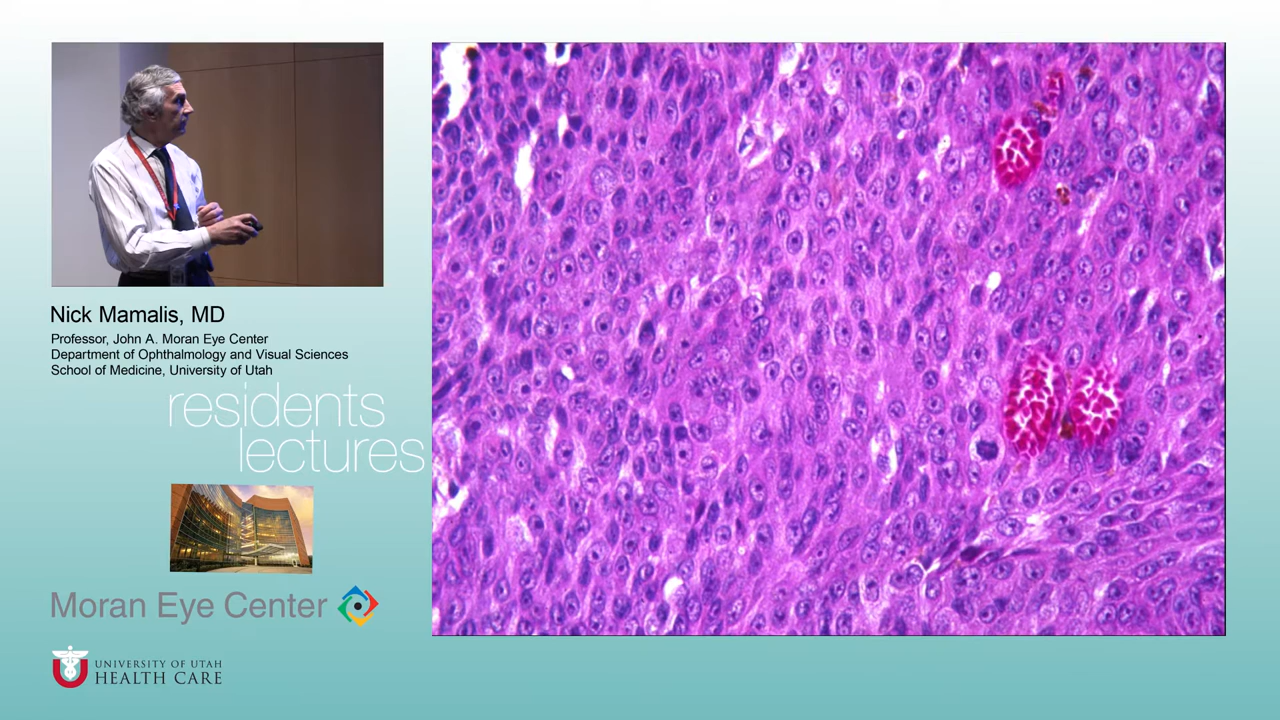 Nick Mamalis, MD
Professor, John A. Moran Eye Center
Department of Ophthalmology and Visual Sciences
School of Medicine, University of Utah
residents
lectures
Moran Eye Center
UNIVERSITY OF UTAH
HEALTH CARE